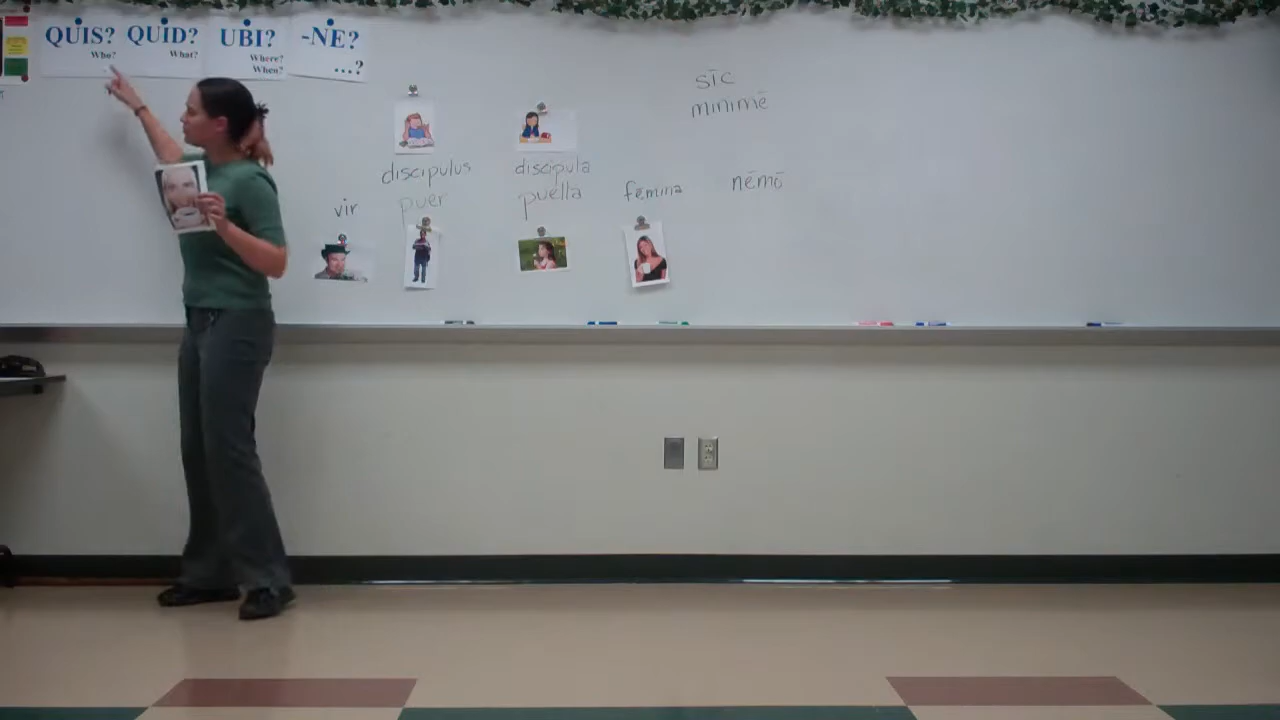 QUIS?
Who?
QUID?
What?
UBI?
Where?
When?
-NE?
...?
sīc
minimē
discipulus
puer
discipula
puella
vir
fēmina
nēmō